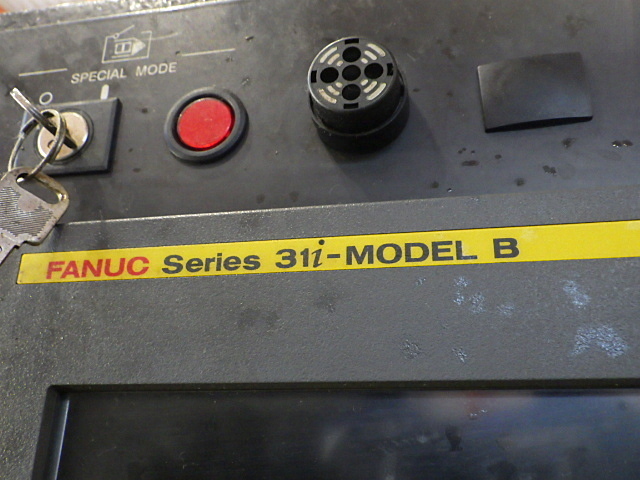 SPECIAL MODE
FANUC Series 31i-MODEL B